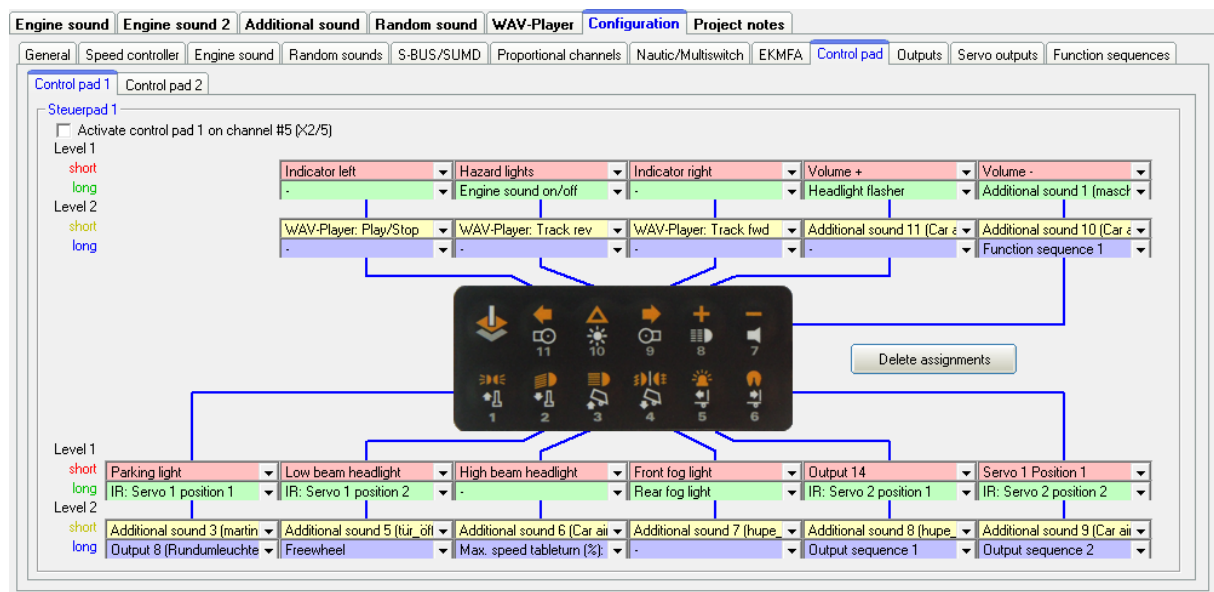 Engine sound Engine sound 2 Additional sound Random sound WAV-Player Configuration Project notes
General Speed controller Engine sound Random sounds S-BUS/SUMD Proportional channels Nautic/Multiswitch EKMFA Control pad Outputs Servo outputs Function sequences
Control pad 1 Control pad 2
Steuerpad 1
Activate control pad 1 on channel #5 (X2/5)
Level 1
short Indicator left Hazard lights Indicator right Volume + Volume -
long - Engine sound on/off - Headlight flasher Additional sound 1 (masch
Level 2
short WAV-Player: Play/Stop WAV-Player: Track rev WAV-Player: Track fwd Additional sound 11 (Car a Additional sound 10 (Car a
long - - - - Function sequence 1
11 10 9 8 7
Delete assignments
1 2 3 4 5 6
Level 1
short Parking light Low beam headlight High beam headlight Front fog light Output 14 Servo 1 Position 1
long IR: Servo 1 position 1 IR: Servo 1 position 2 - Rear fog light IR: Servo 2 position 1 IR: Servo 2 position 2
Level 2
short Additional sound 3 (martin Additional sound 5 (tür_öff Additional sound 6 (Car air Additional sound 7 (hupe_ Additional sound 8 (hupe_ Additional sound 9 (Car air
long Output 8 (Rundumleuchte Freewheel Max. speed tableturn (%): - Output sequence 1 Output sequence 2